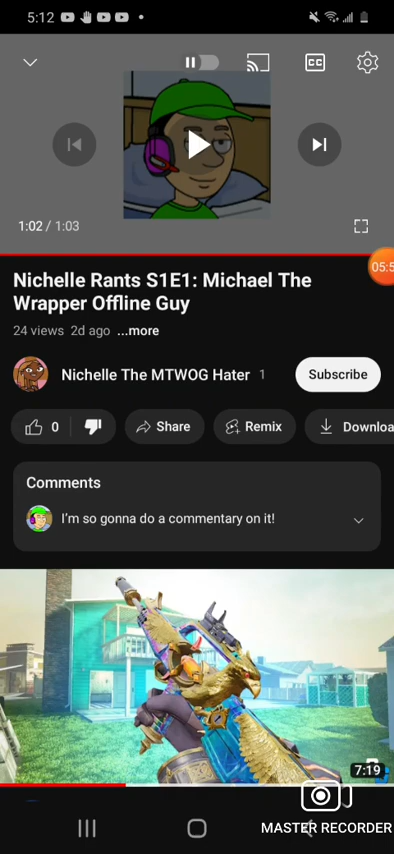 5:12
CC
1:02 / 1:03
05:5
Nichelle Rants S1E1: Michael The
Wrapper Offline Guy
24 views 2d ago ...more
Nichelle The MTWOG Hater 1
Subscribe
0
Share
Remix
Downloa
Comments
I'm so gonna do a commentary on it!
7:19
MASTER RECORDER